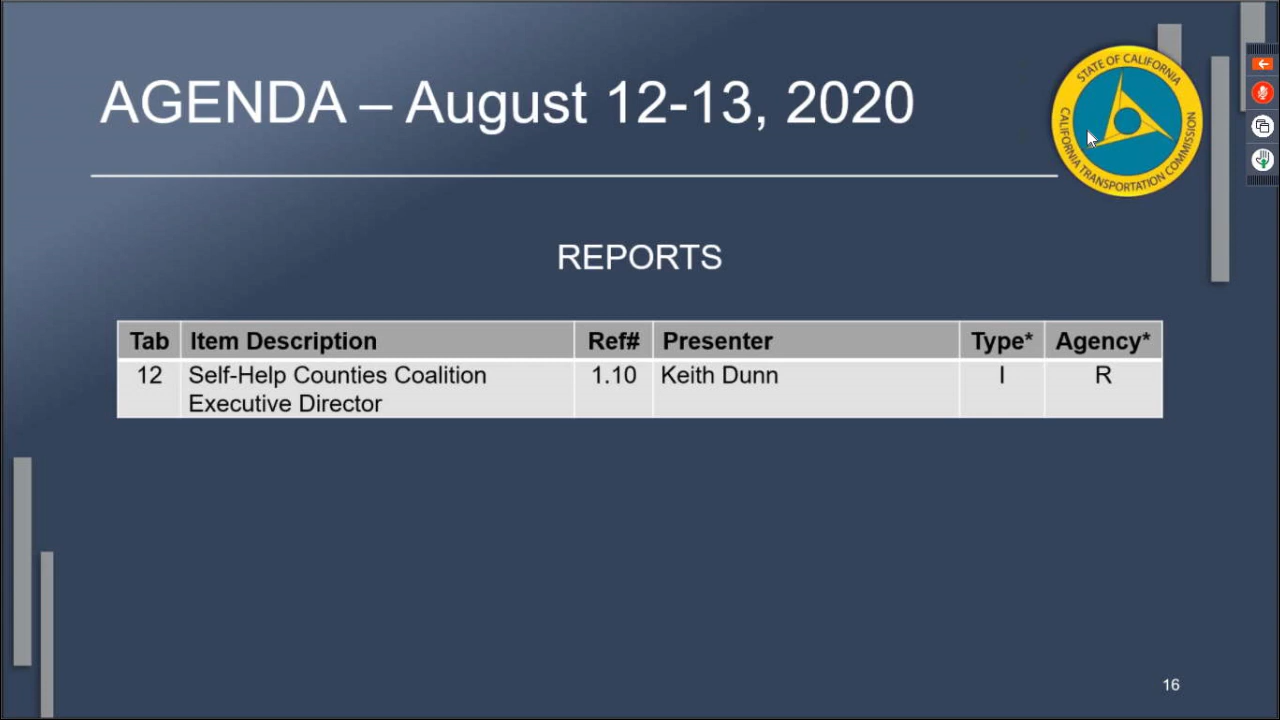 AGENDA – August 12-13, 2020
STATE OF CALIFORNIA
CALIFORNIA TRANSPORTATION COMMISSION
REPORTS
Tab Item Description Ref# Presenter Type* Agency*
12 Self-Help Counties Coalition 1.10 Keith Dunn I R
Executive Director
16